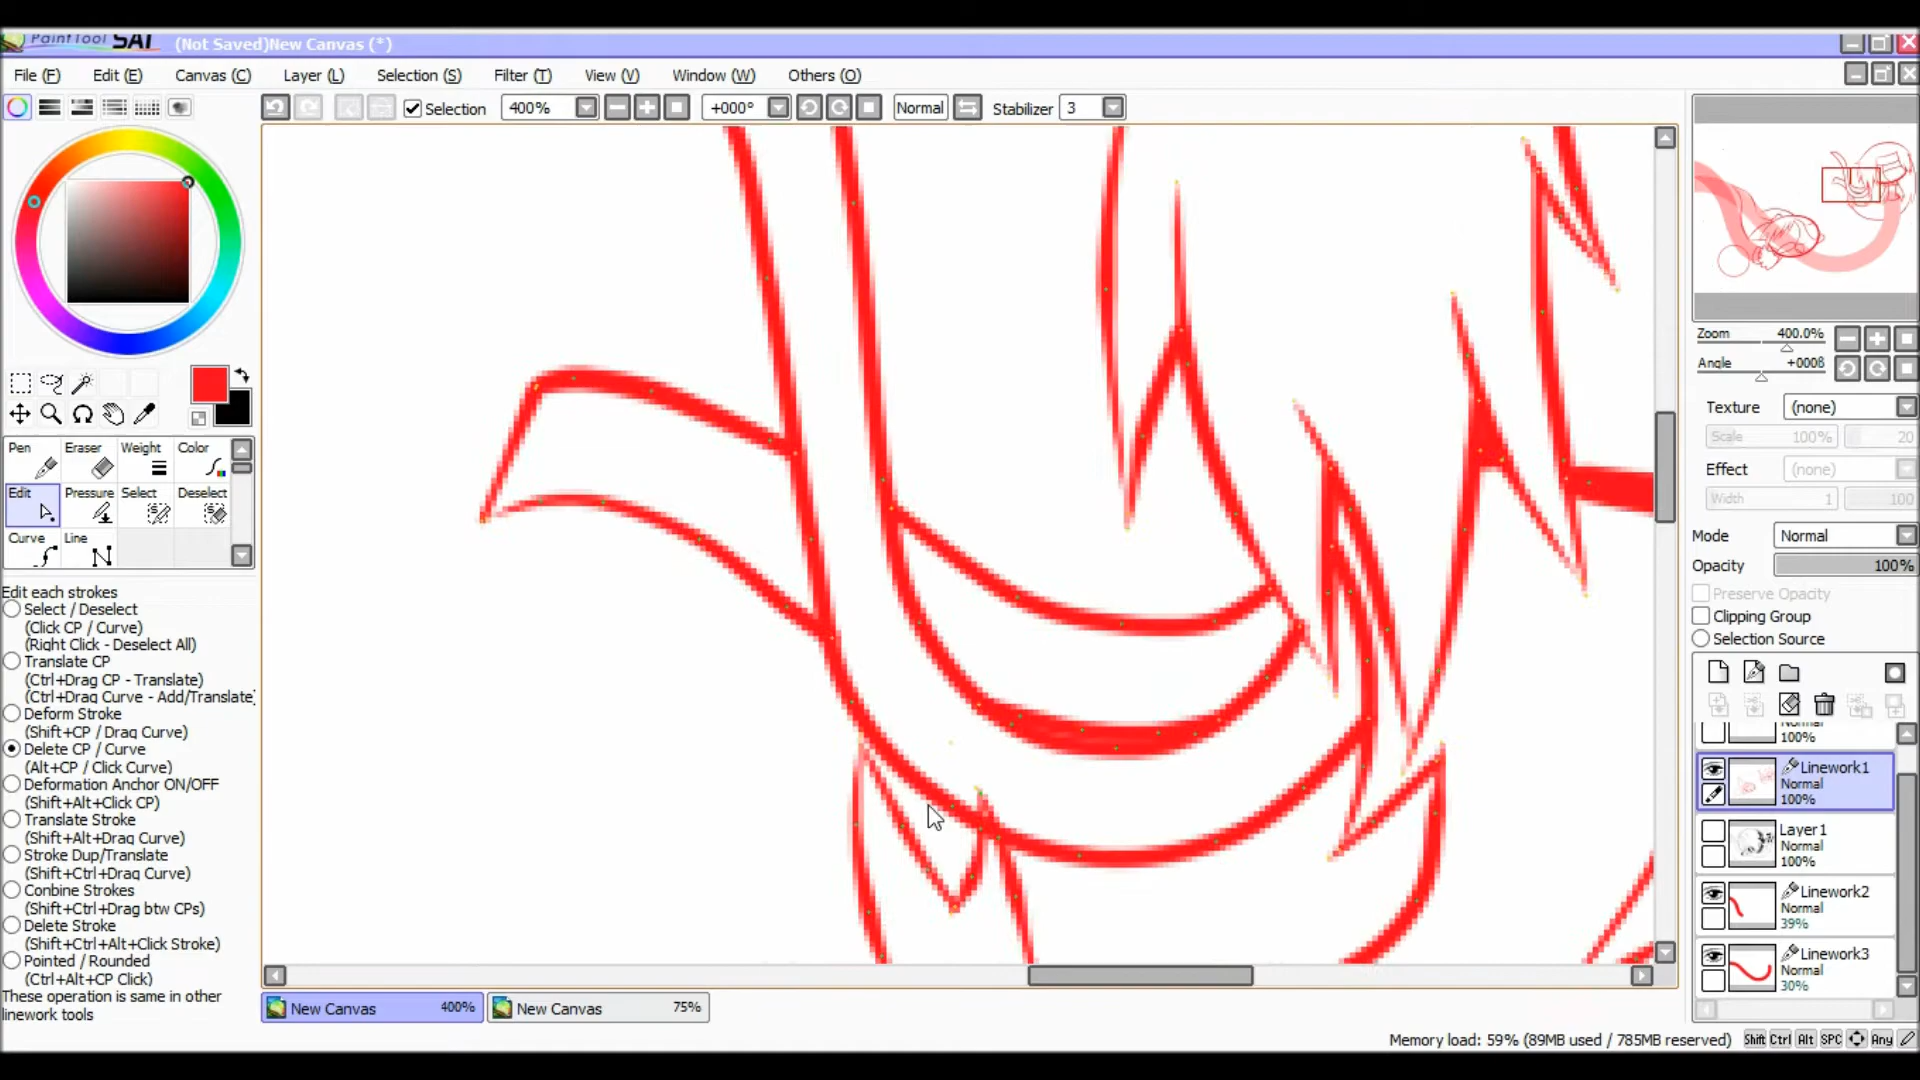 PaintTool SAI (Not Saved)New Canvas (*)
File (F) Edit (E) Canvas (C) Layer (L) Selection (S) Filter (T) View (V) Window (W) Others (O)
Selection 400% +000° Normal Stabilizer 3
Zoom 400.0%
Angle +000ß
Texture (none)
Scale 100% 20
Effect (none)
Width 1 100
Mode Normal
Opacity 100%
Preserve Opacity
Clipping Group
Selection Source
Pen Eraser Weight Color
Edit Pressure Select Deselect
Curve Line
Edit each strokes
Select / Deselect
(Click CP / Curve)
(Right Click - Deselect All)
Translate CP
(Ctrl+Drag CP - Translate)
(Ctrl+Drag Curve - Add/Translate)
Deform Stroke
(Shift+CP / Drag Curve)
Delete CP / Curve
(Alt+CP / Click Curve)
Deformation Anchor ON/OFF
(Shift+Alt+Click CP)
Translate Stroke
(Shift+Alt+Drag Curve)
Stroke Dup/Translate
(Shift+Ctrl+Drag Curve)
Conbine Strokes
(Shift+Ctrl+Drag btw CPs)
Delete Stroke
(Shift+Ctrl+Alt+Click Stroke)
Pointed / Rounded
(Ctrl+Alt+CP Click)
These operation is same in other
linework tools
Normal
100%
Linework1
Normal
100%
Layer1
Normal
100%
Linework2
Normal
39%
Linework3
Normal
30%
New Canvas 400% New Canvas 75%
Memory load: 59% (89MB used / 785MB reserved) Shift Ctrl Alt SPC Any